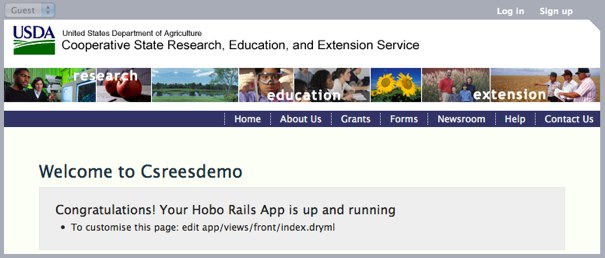 Guest
Log in Sign up
USDA
United States Department of Agriculture
Cooperative State Research, Education, and Extension Service
research
education
extension
Home About Us Grants Forms Newsroom Help Contact Us
Welcome to Csreesdemo
Congratulations! Your Hobo Rails App is up and running
• To customise this page: edit app/views/front/index.dryml